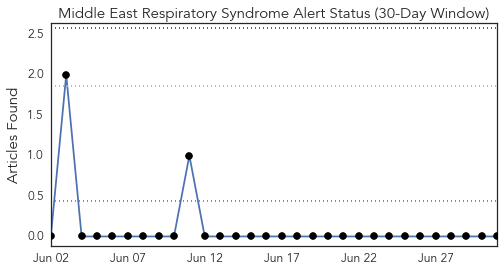 Middle East Respiratory Syndrome Alert Status (30-Day Window)
Articles Found
2.5
2.0
1.5
1.0
0.5
0.0
Jun 02 Jun 07 Jun 12 Jun 17 Jun 22 Jun 27